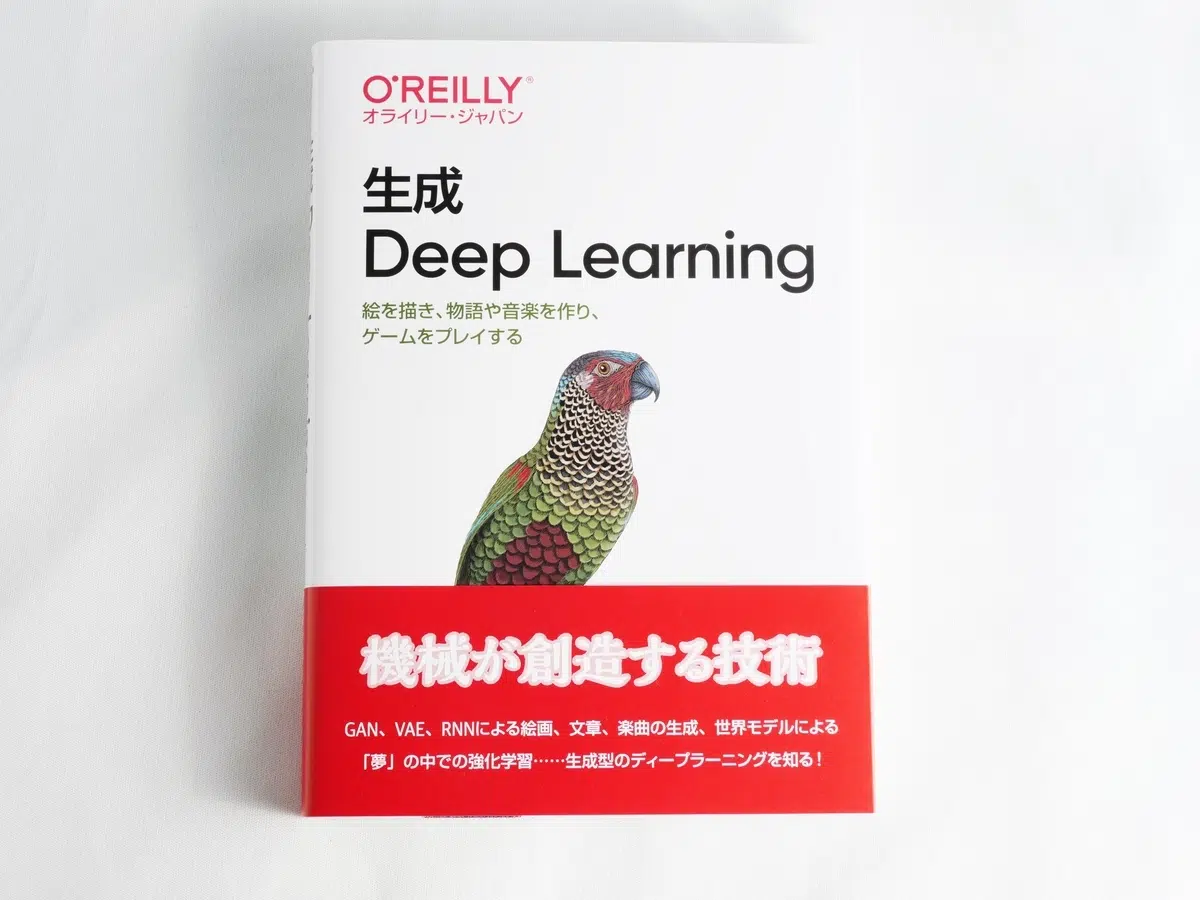 O'REILLY®
オライリー・ジャパン
生成
Deep Learning
絵を描き、物語や音楽を作り、
ゲームをプレイする
機械が創造する技術
GAN、VAE、RNNによる絵画、文章、楽曲の生成、世界モデルによる
「夢」の中での強化学習……生成型のディープラーニングを知る!